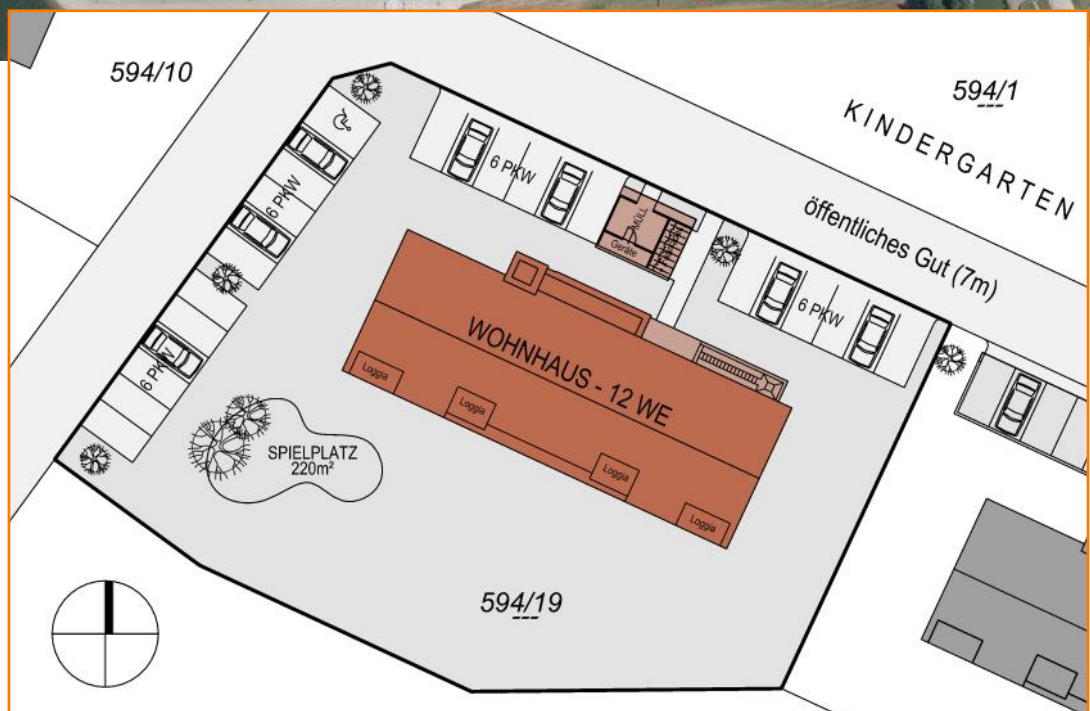 594/10
594/1
KINDERGARTEN
öffentliches Gut (7m)
6 PKW
6 PKW
MÜLL
Geräte
6 PKW
6 PKW
WOHNHAUS - 12 WE
Loggia
Loggia
Loggia
Loggia
SPIELPLATZ
220m²
594/19